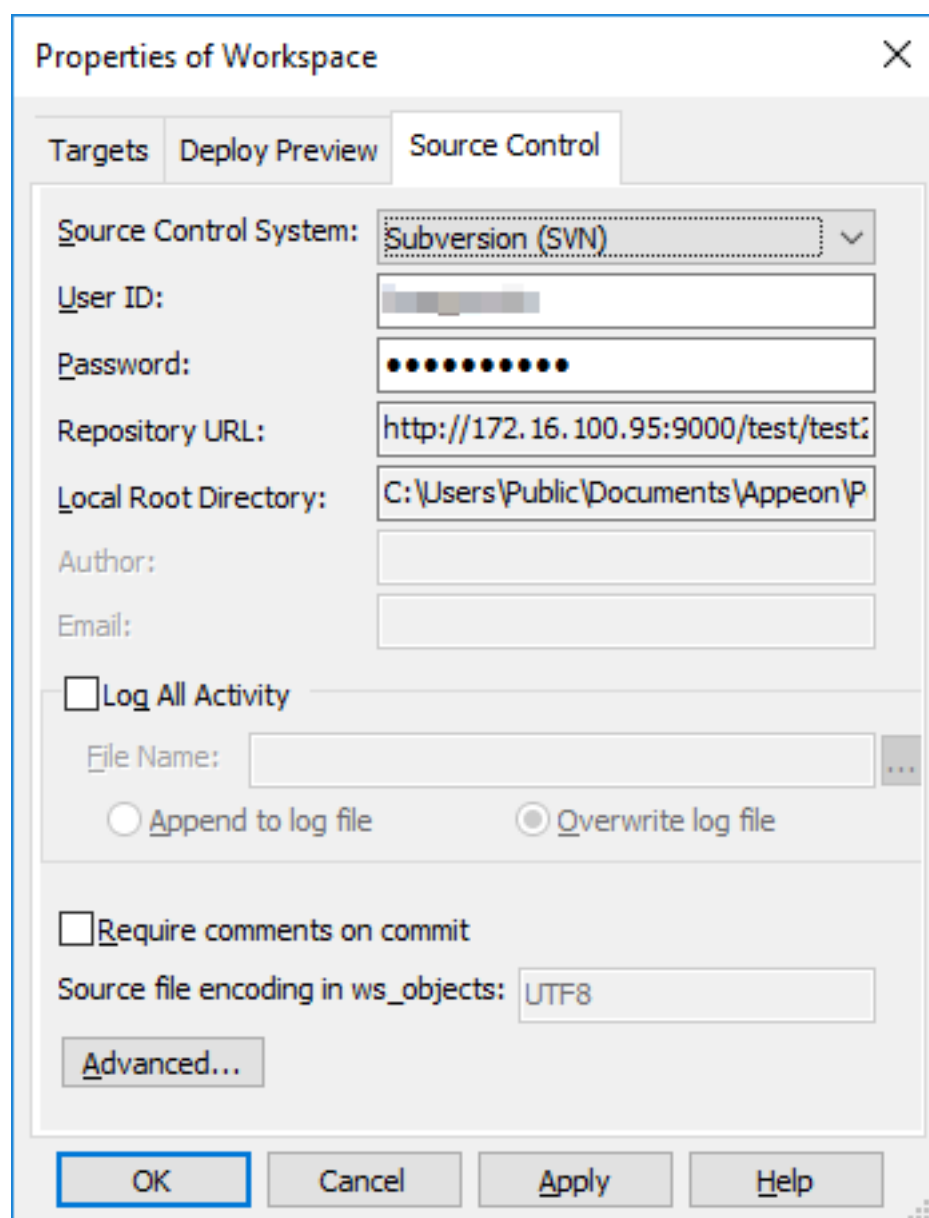 Properties of Workspace
Targets Deploy Preview Source Control
Source Control System: Subversion (SVN)
User ID:
Password: ●●●●●●●●●●
Repository URL: http://172.16.100.95:9000/test/test2
Local Root Directory: C:\Users\Public\Documents\Appeon\P
Author:
Email:
Log All Activity
File Name: ...
Append to log file Overwrite log file
Require comments on commit
Source file encoding in ws_objects: UTF8
Advanced...
OK Cancel Apply Help